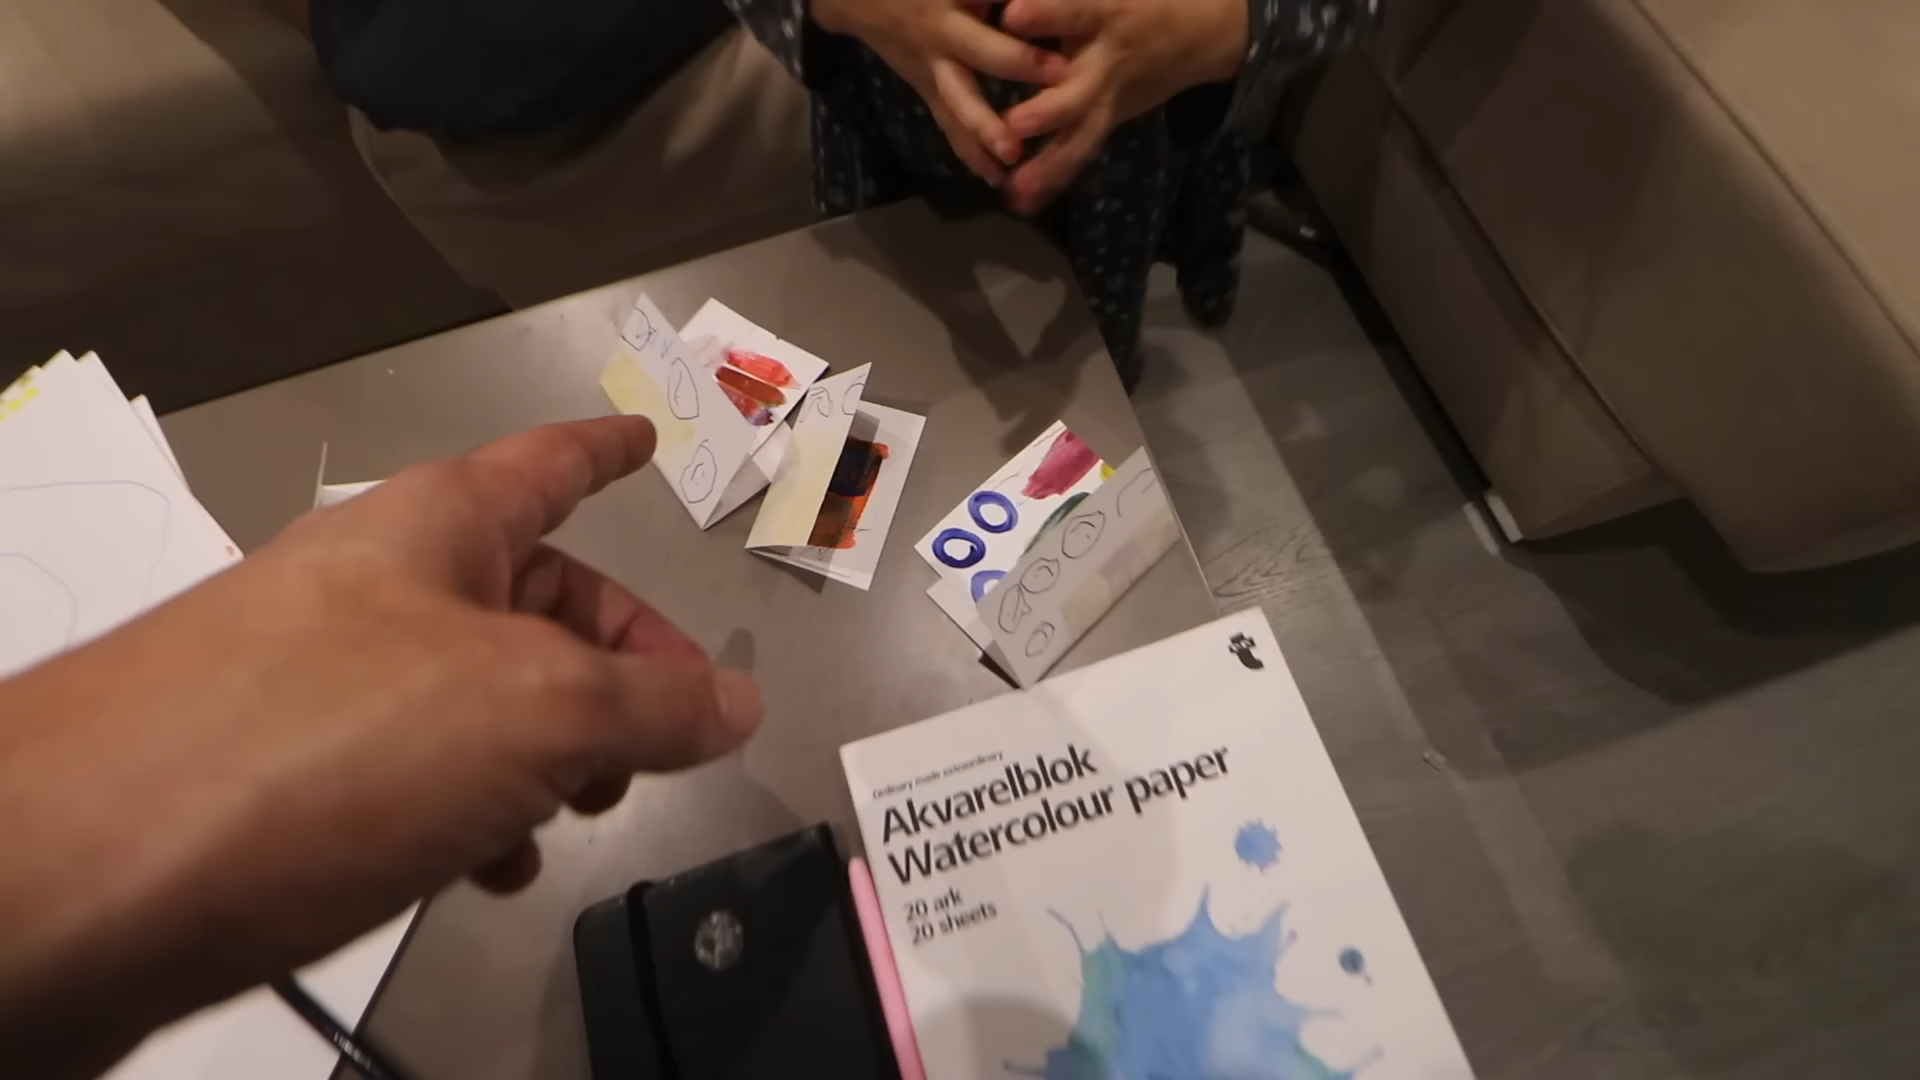 Ordinary made extraordinary
Akvarelblok
Watercolour paper
20 ark
20 sheets